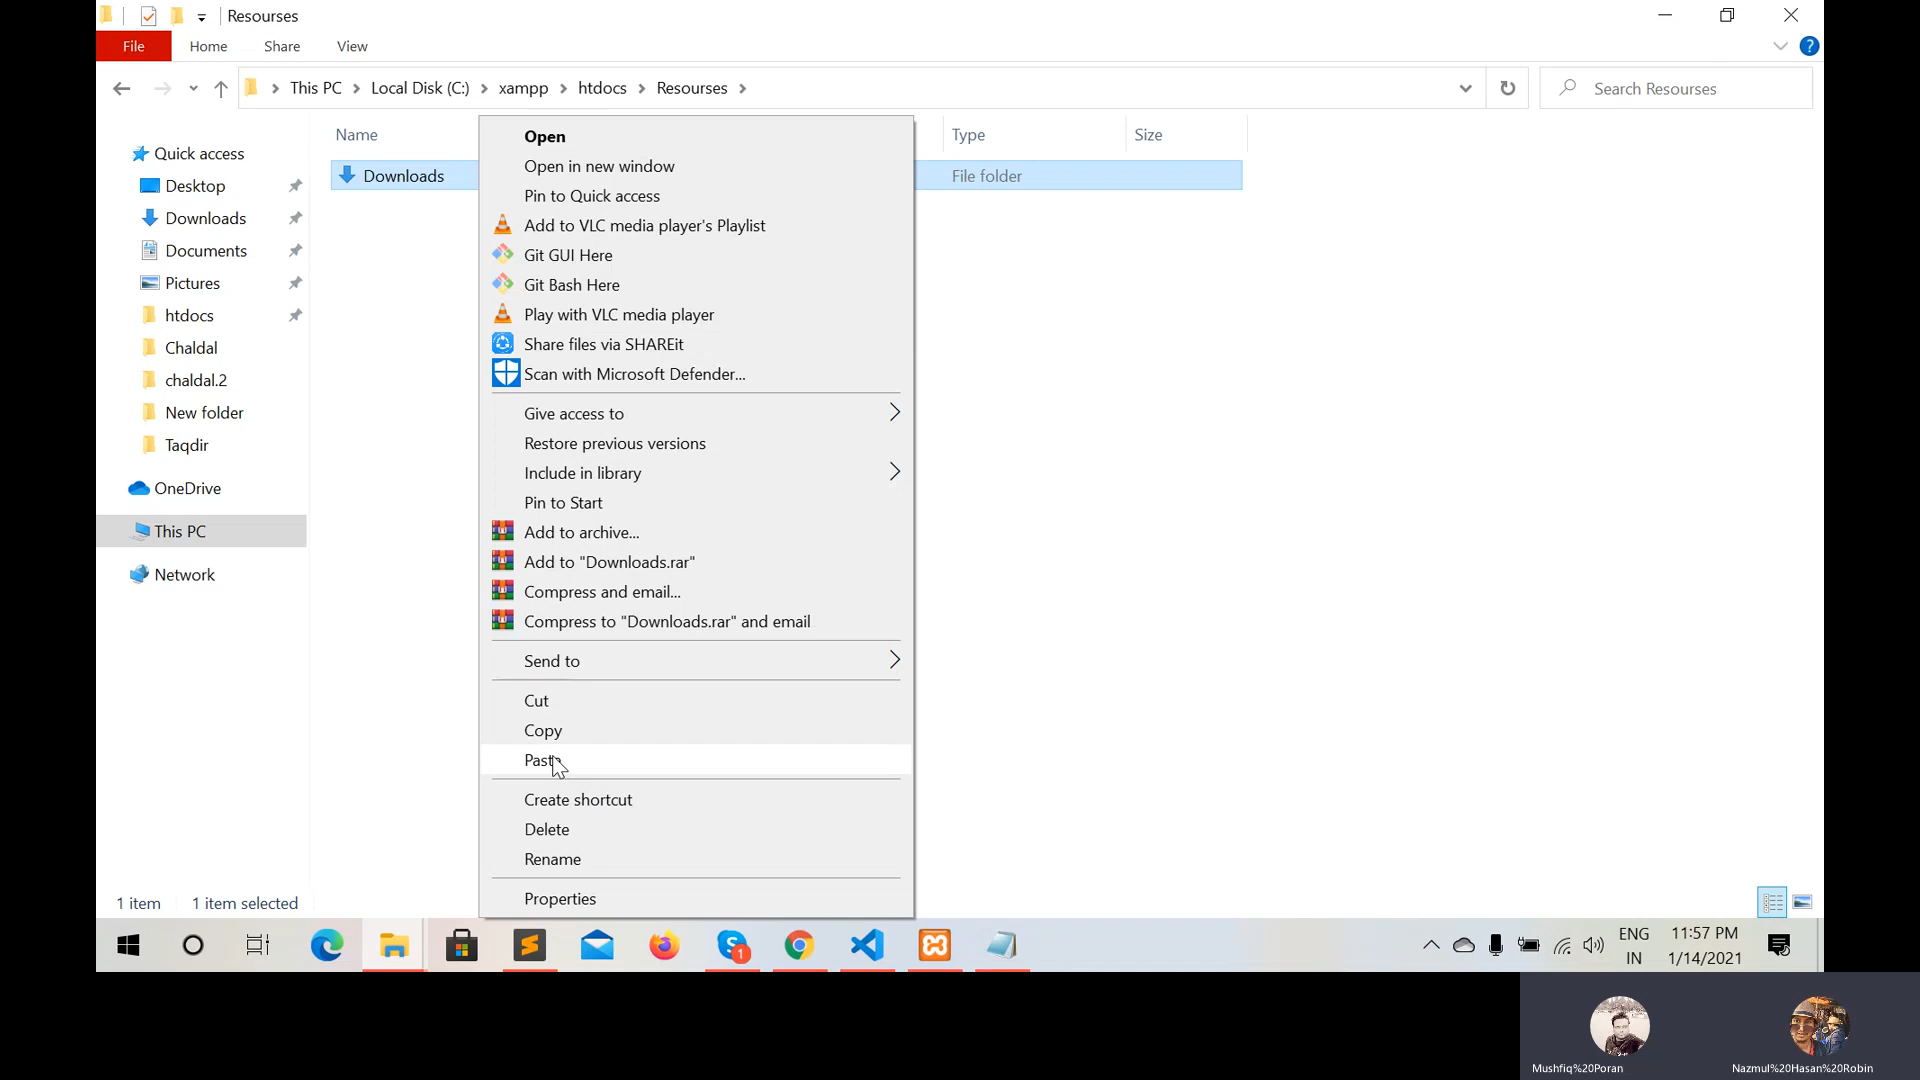 Resourses
File
Home
Share
View
This PC
Local Disk (C:)
xampp
htdocs
Resourses
Search Resourses
Name
Type
Size
Quick access
Desktop
Downloads
Documents
Pictures
htdocs
Chaldal
chaldal.2
New folder
Taqdir
OneDrive
This PC
Network
Downloads
File folder
Open
Open in new window
Pin to Quick access
Add to VLC media player's Playlist
Git GUI Here
Git Bash Here
Play with VLC media player
Share files via SHAREit
Scan with Microsoft Defender...
Give access to
Restore previous versions
Include in library
Pin to Start
Add to archive...
Add to "Downloads.rar"
Compress and email...
Compress to "Downloads.rar" and email
Send to
Cut
Copy
Paste
Create shortcut
Delete
Rename
Properties
1 item
1 item selected
1
ENG
IN
11:57 PM
1/14/2021
Mushfiq%20Poran
Nazmul%20Hasan%20Robin